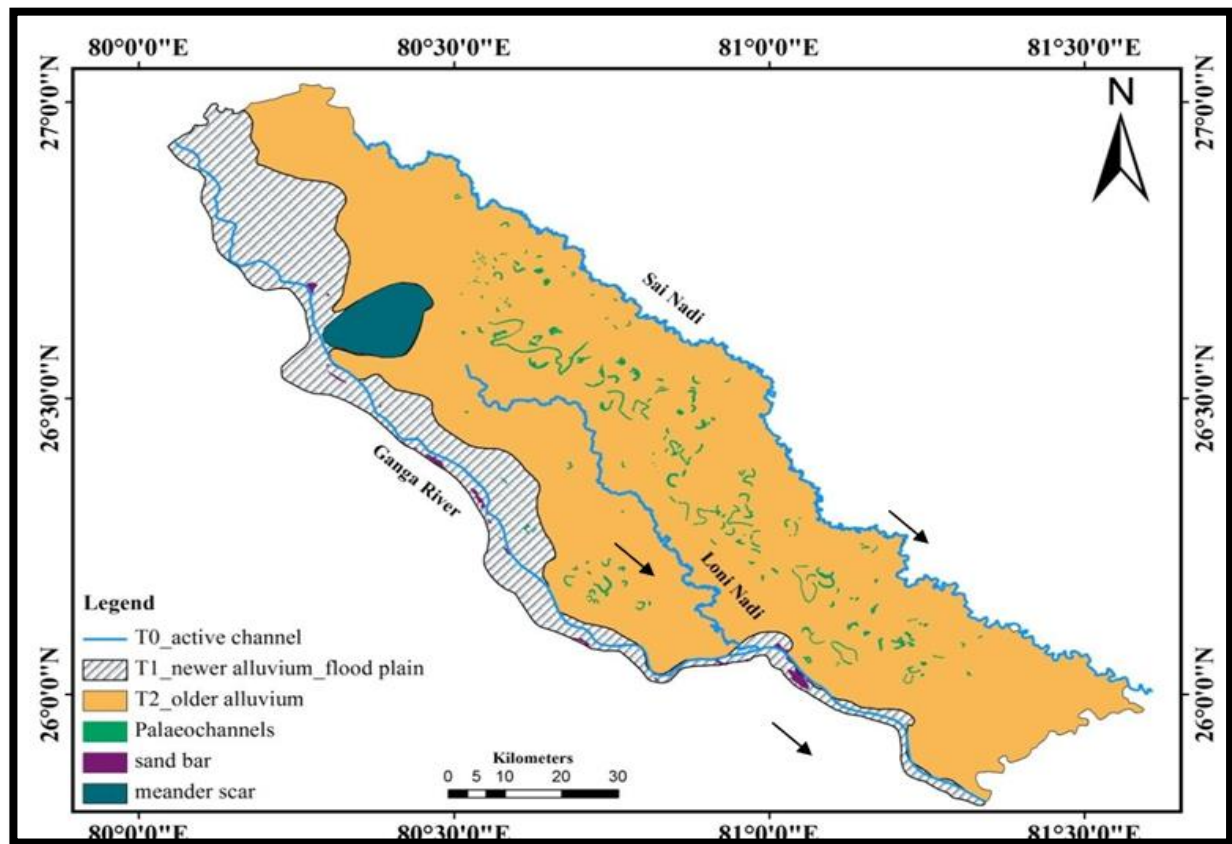 80°0'0"E 80°30'0"E 81°0'0"E 81°30'0"E
N
27°0'0"N
27°0'0"N
Sai Nadi
26°30'0"N
26°30'0"N
Ganga River
Loni Nadi
26°0'0"N
26°0'0"N
Legend
T0_active channel
T1_newer alluvium_flood plain
T2_older alluvium
Palaeochannels
sand bar
meander scar
Kilometers
0 5 10 20 30
80°0'0"E 80°30'0"E 81°0'0"E 81°30'0"E